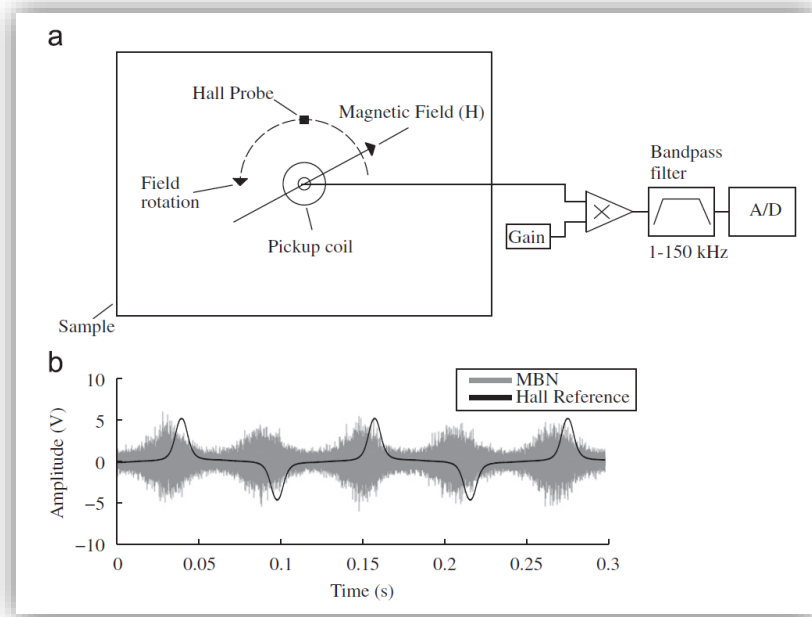 a
Hall Probe
Magnetic Field (H)
Field
rotation
Pickup coil
Sample
Gain
Bandpass
filter
1-150 kHz
A/D
b
MBN
Hall Reference
10
5
0
−5
−10
Amplitude (V)
0
0.05
0.1
0.15
0.2
0.25
0.3
Time (s)